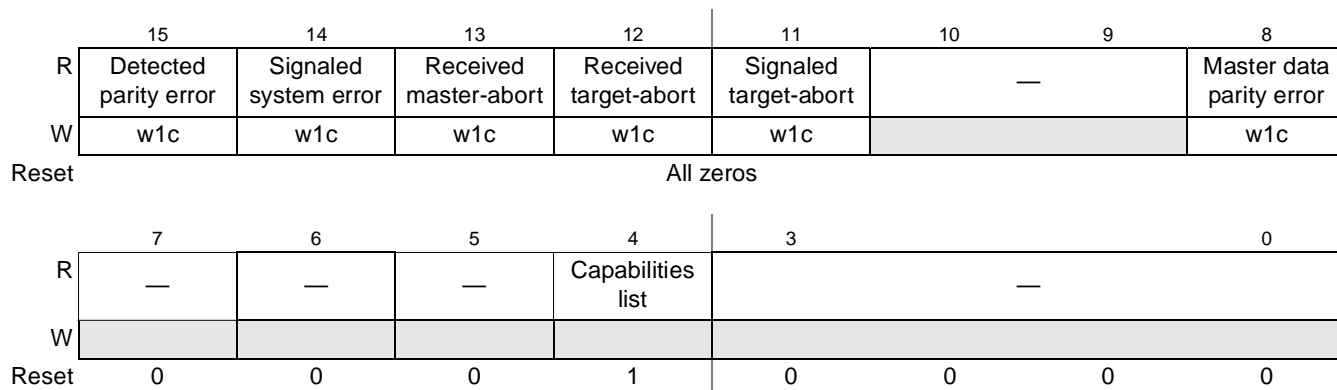 15 14 13 12 11 10 9 8
R Detected Signaled Received Received Signaled — Master data
parity error system error master-abort target-abort target-abort parity error
W w1c w1c w1c w1c w1c w1c
Reset All zeros
7 6 5 4 3 0
R — — — Capabilities —
list
W
Reset 0 0 0 1 0 0 0 0